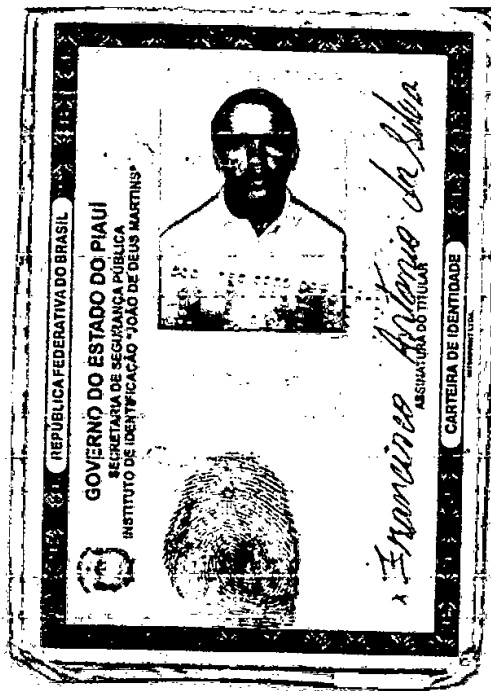 REPÚBLICA FEDERATIVA DO BRASIL
GOVERNO DO ESTADO DO PIAUÍ
SECRETARIA DE SEGURANÇA PÚBLICA
INSTITUTO DE IDENTIFICAÇÃO "JOÃO DE DEUS MARTINS"
x Francisco Antonio da Silva
ASSINATURA DO TITULAR
CARTEIRA DE IDENTIDADE